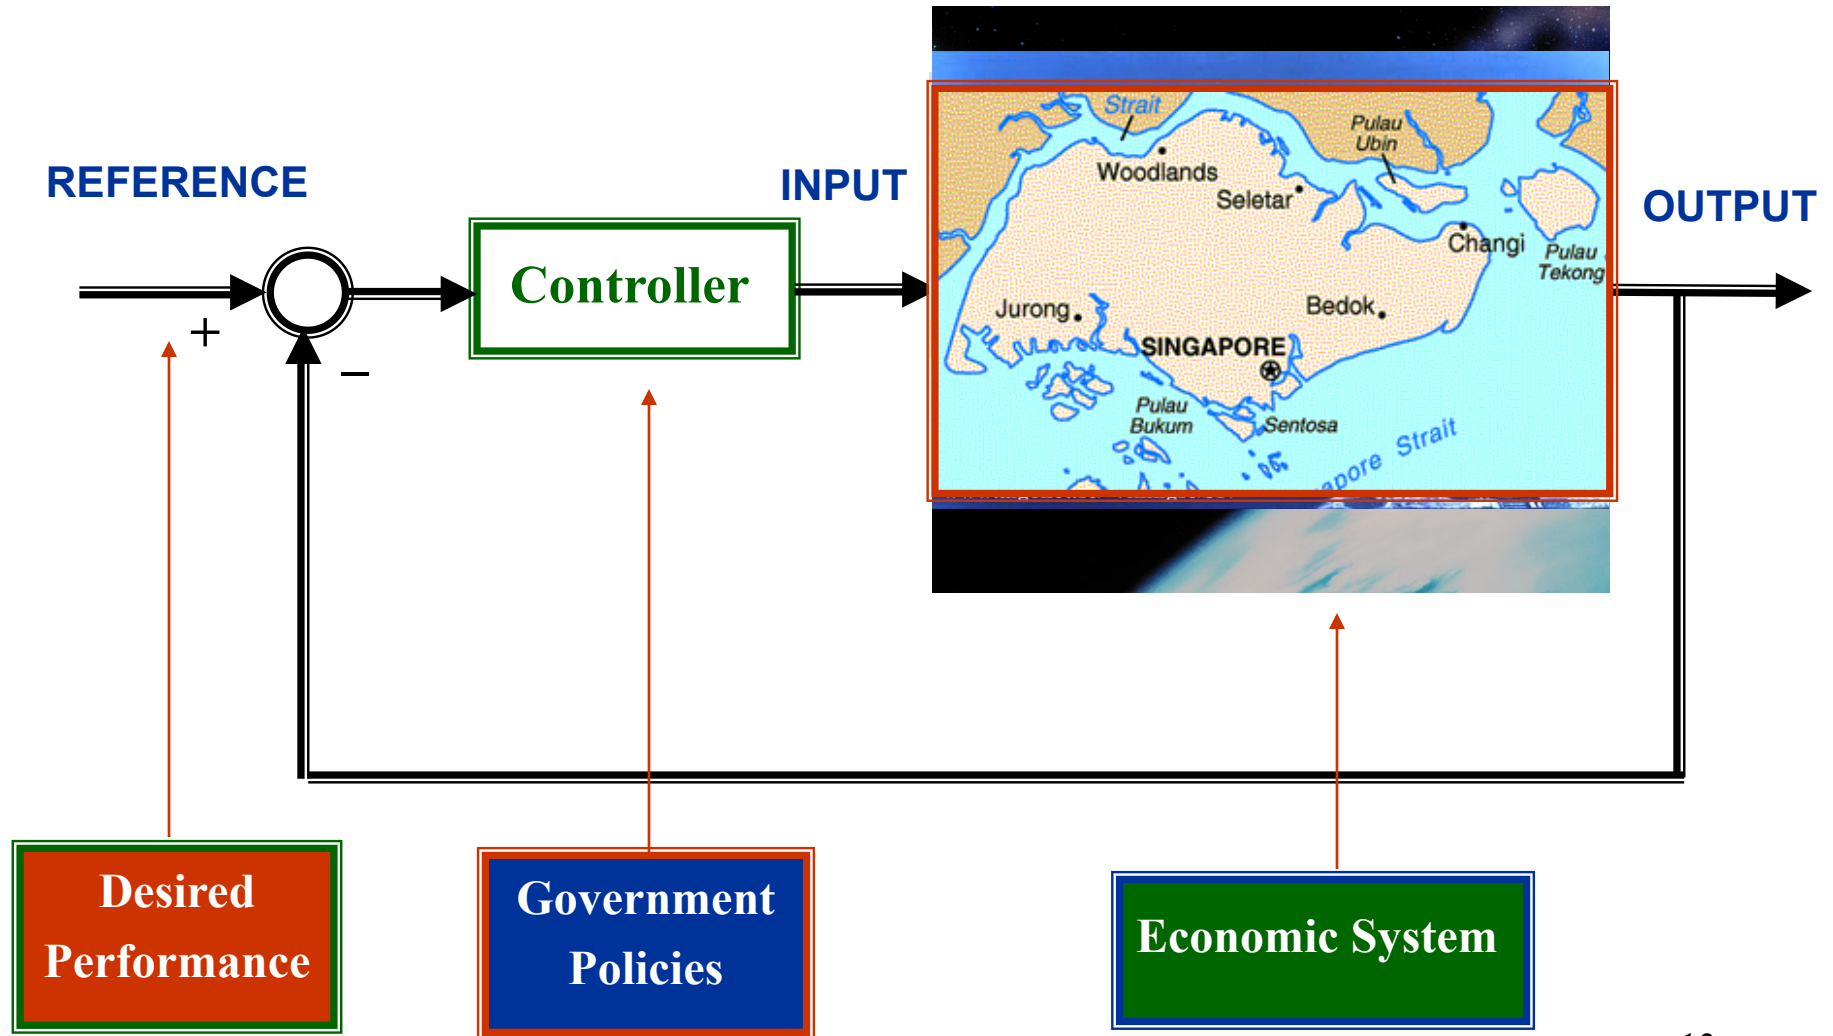 REFERENCE
INPUT
OUTPUT
+
−
Controller
Strait
Pulau
Ubin
Woodlands
Seletar
Changi
Pulau
Tekong
Jurong
Bedok
SINGAPORE
Pulau
Bukum
Sentosa
Strait
Desired
Performance
Government
Policies
Economic System